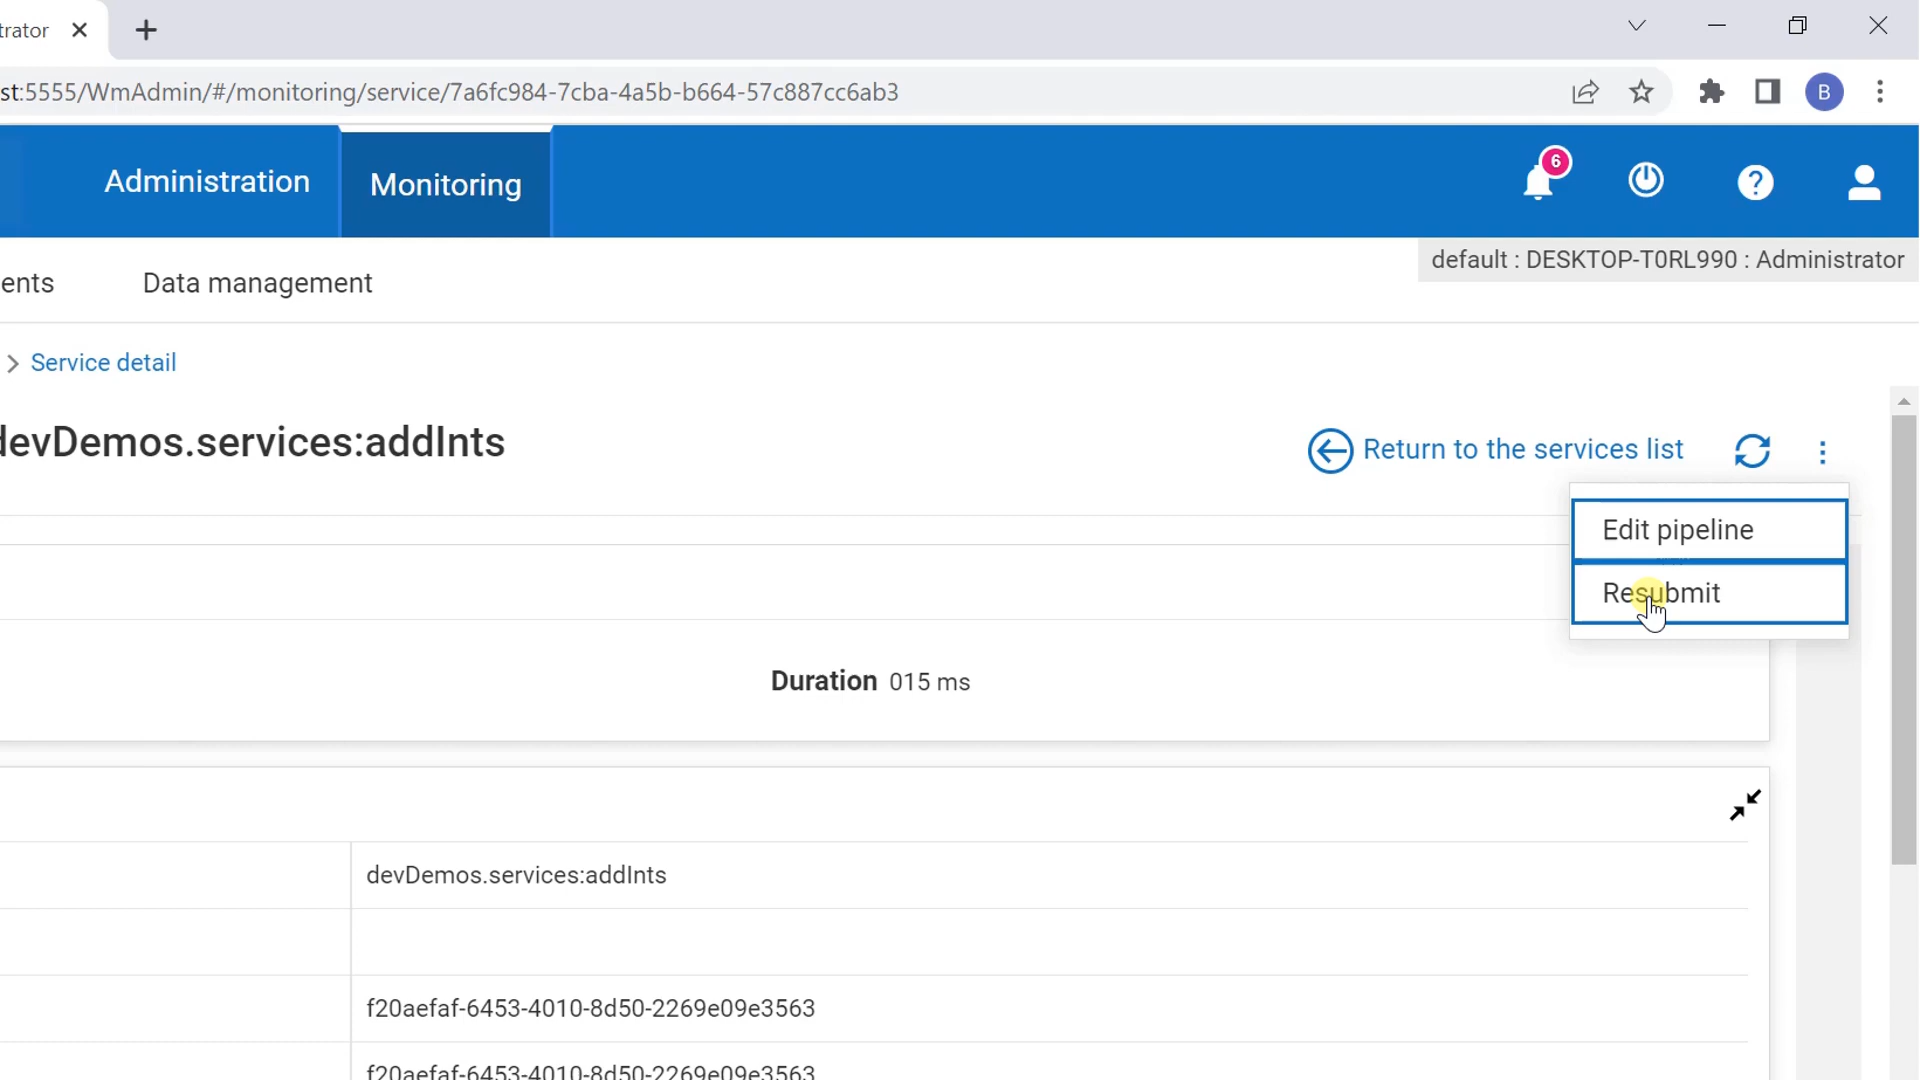 trator
st:5555/WmAdmin/#/monitoring/service/7a6fc984-7cba-4a5b-b664-57c887cc6ab3
B
Administration
Monitoring
6
?
default : DESKTOP-T0RL990 : Administrator
ents
Data management
> Service detail
devDemos.services:addInts
Return to the services list
Edit pipeline
Resubmit
Duration 015 ms
devDemos.services:addInts
f20aefaf-6453-4010-8d50-2269e09e3563
f20aefaf-6453-4010-8d50-2269e09e3563